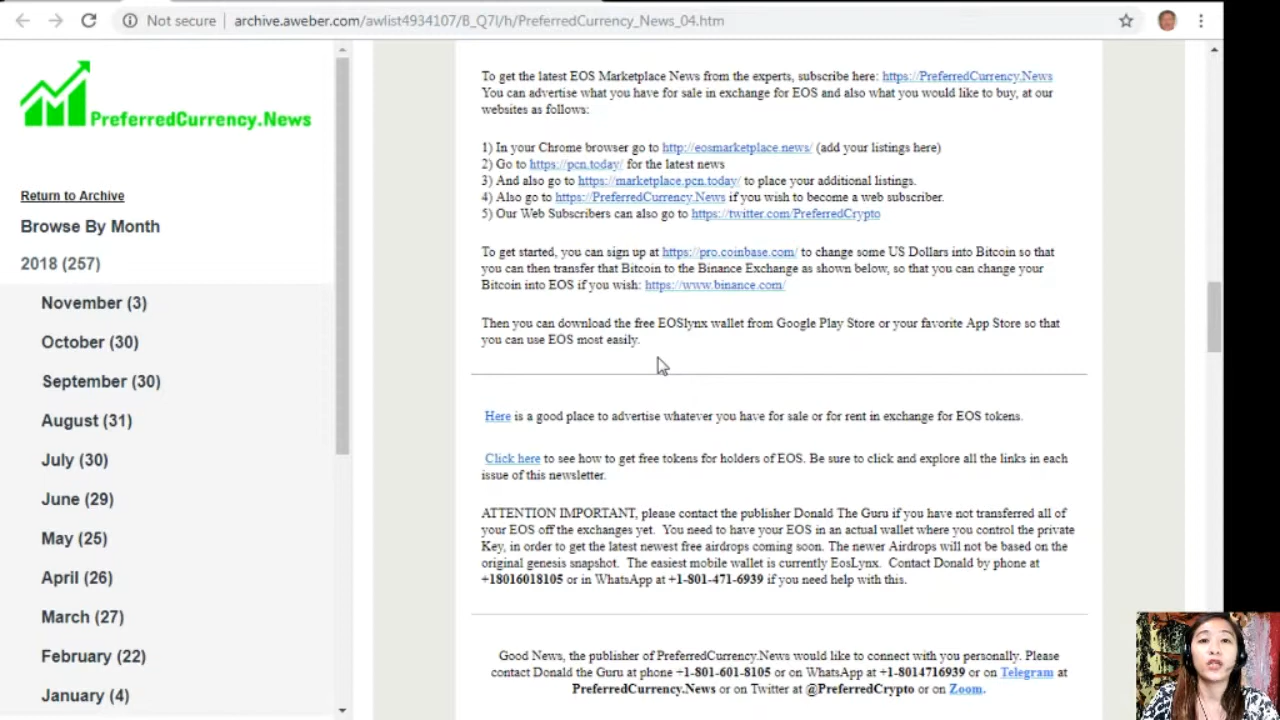 Not secure
archive.aweber.com/awlist4934107/B_Q7l/h/PreferredCurrency_News_04.htm
PreferredCurrency.News
Return to Archive
Browse By Month
2018 (257)
November (3)
October (30)
September (30)
August (31)
July (30)
June (29)
May (25)
April (26)
March (27)
February (22)
January (4)
To get the latest EOS Marketplace News from the experts, subscribe here: https://PreferredCurrency.News
You can advertise what you have for sale in exchange for EOS and also what you would like to buy, at our
websites as follows:
1) In your Chrome browser go to http://eosmarketplace.news/ (add your listings here)
2) Go to https://pcn.today/ for the latest news
3) And also go to https://marketplace.pcn.today/ to place your additional listings.
4) Also go to https://PreferredCurrency.News if you wish to become a web subscriber.
5) Our Web Subscribers can also go to https://twitter.com/PreferredCrypto
To get started, you can sign up at https://pro.coinbase.com/ to change some US Dollars into Bitcoin so that
you can then transfer that Bitcoin to the Binance Exchange as shown below, so that you can change your
Bitcoin into EOS if you wish: https://www.binance.com/
Then you can download the free EOSlynx wallet from Google Play Store or your favorite App Store so that
you can use EOS most easily.
Here is a good place to advertise whatever you have for sale or for rent in exchange for EOS tokens.
Click here to see how to get free tokens for holders of EOS. Be sure to click and explore all the links in each
issue of this newsletter.
ATTENTION IMPORTANT, please contact the publisher Donald The Guru if you have not transferred all of
your EOS off the exchanges yet. You need to have your EOS in an actual wallet where you control the private
Key, in order to get the latest newest free airdrops coming soon. The newer Airdrops will not be based on the
original genesis snapshot. The easiest mobile wallet is currently EosLynx. Contact Donald by phone at
+18016018105 or in WhatsApp at +1-801-471-6939 if you need help with this.
Good News, the publisher of PreferredCurrency.News would like to connect with you personally. Please
contact Donald the Guru at phone +1-801-601-8105 or on WhatsApp at +1-8014716939 or on Telegram at
PreferredCurrency.News or on Twitter at @PreferredCrypto or on Zoom.